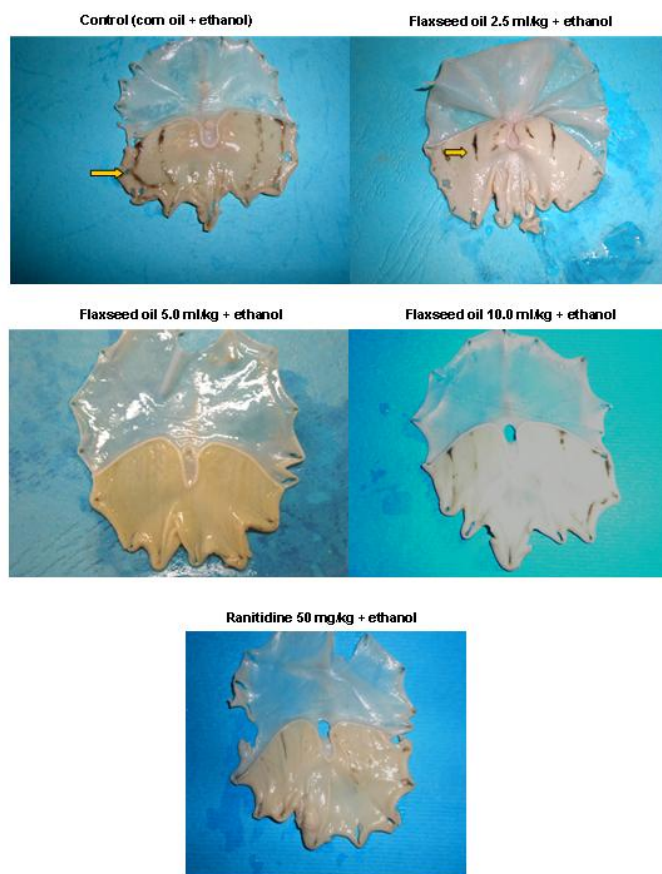 Control (corn oil + ethanol)
Flaxseed oil 2.5 ml/kg + ethanol
Flaxseed oil 5.0 ml/kg + ethanol
Flaxseed oil 10.0 ml/kg + ethanol
Ranitidine 50 mg/kg + ethanol